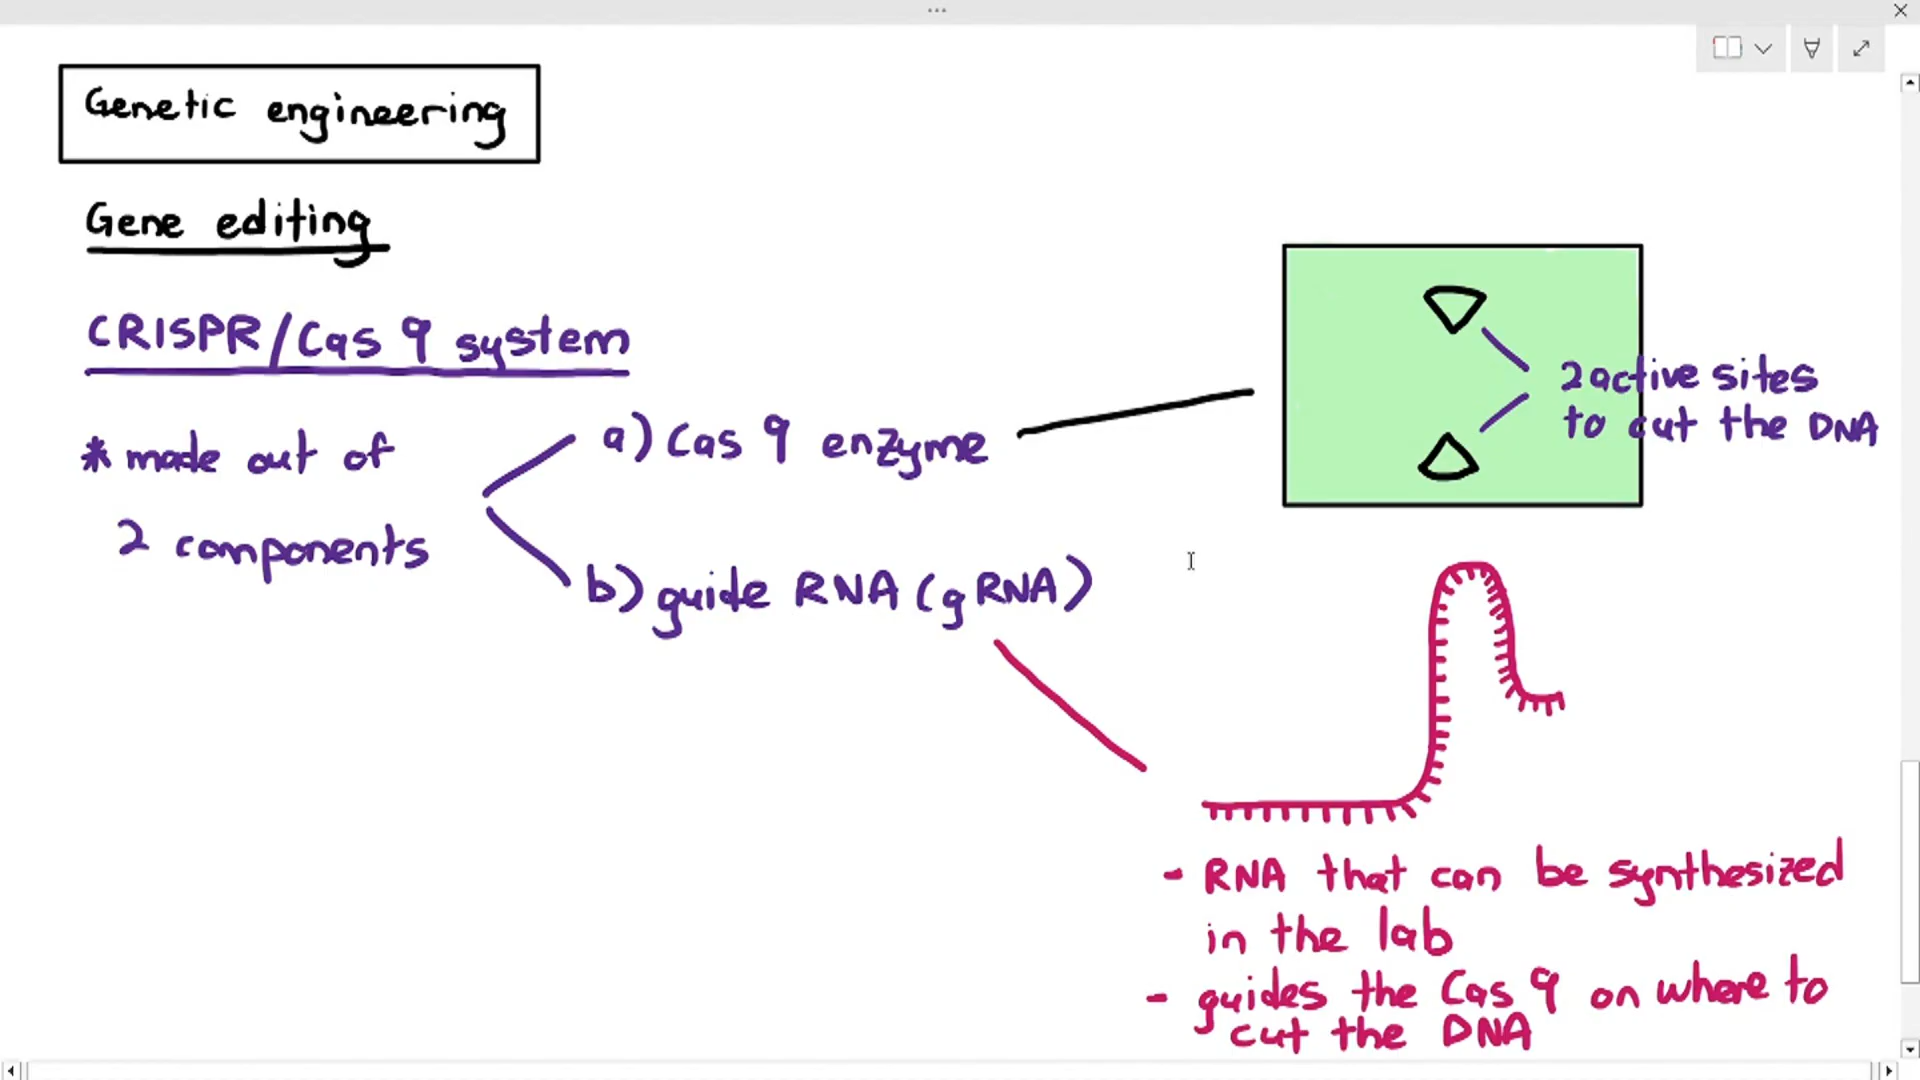 Genetic engineering
Gene editing
CRISPR/Cas 9 system
* made out of
2 components
a) Cas 9 enzyme
b) guide RNA (gRNA)
2 active sites
to cut the DNA
- RNA that can be synthesized
in the lab
- guides the Cas 9 on where to
cut the DNA